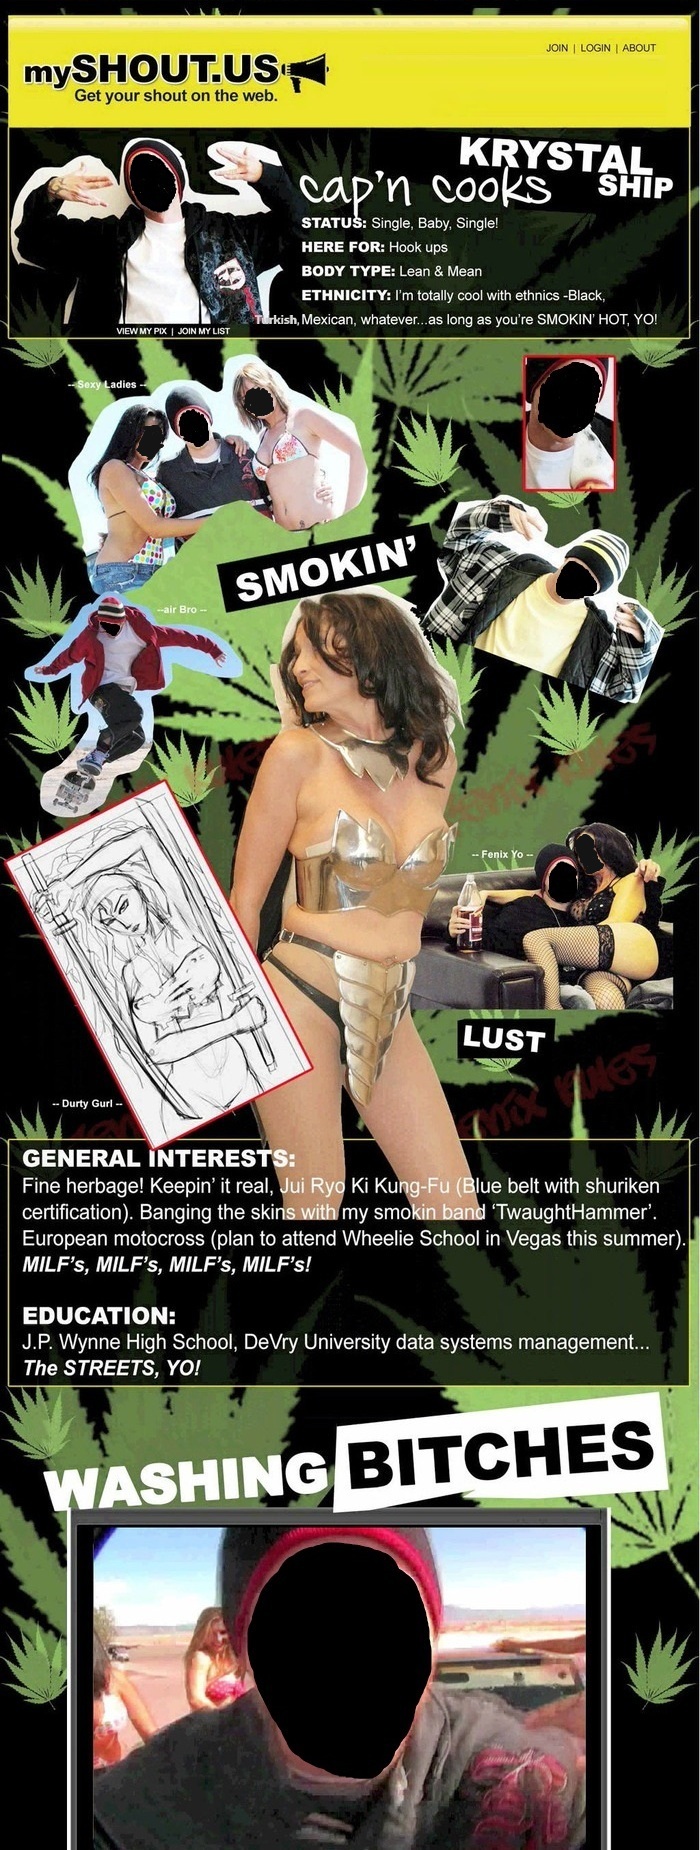 JOIN | LOGIN | ABOUT
mySHOUT.US
Get your shout on the web.
KRYSTAL
SHIP
cap'n cooks
STATUS: Single, Baby, Single!
HERE FOR: Hook ups
BODY TYPE: Lean & Mean
ETHNICITY: I'm totally cool with ethnics -Black,
Turkish, Mexican, whatever...as long as you're SMOKIN' HOT, YO!
VIEW MY PIX | JOIN MY LIST
-- Sexy Ladies --
SMOKIN'
--air Bro --
-- Fenix Yo --
LUST
-- Durty Gurl --
GENERAL INTERESTS:
Fine herbage! Keepin' it real, Jui Ryo Ki Kung-Fu (Blue belt with shuriken
certification). Banging the skins with my smokin band 'TwaughtHammer'.
European motocross (plan to attend Wheelie School in Vegas this summer).
MILF's, MILF's, MILF's, MILF's!
EDUCATION:
J.P. Wynne High School, DeVry University data systems management...
The STREETS, YO!
WASHING BITCHES